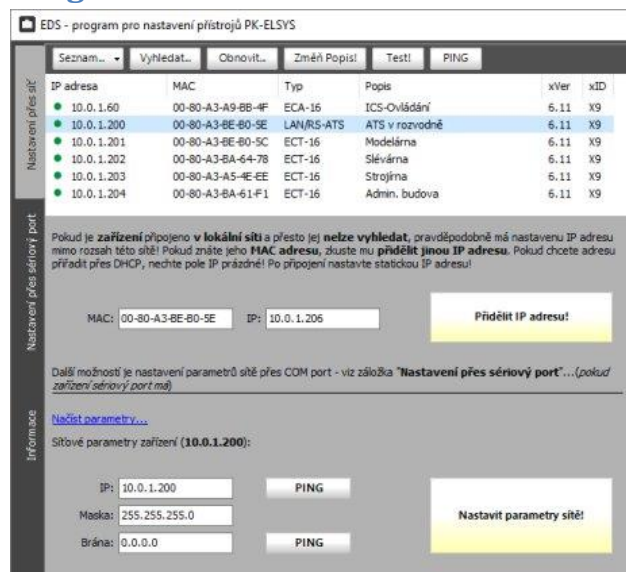 EDS - program pro nastavení přístrojů PK-ELSYS
Seznam... Vyhledat... Obnovit... Změň Popis! Test! PING
IP adresa MAC Typ Popis xVer xID
10.0.1.60 00-80-A3-A9-BB-4F ECA-16 ICS-Ovládání 6.11 X9
10.0.1.200 00-80-A3-BE-B0-5E LAN/RS-ATS ATS v rozvodně 6.11 X9
10.0.1.201 00-80-A3-BE-B0-5C ECT-16 Modelárna 6.11 X9
10.0.1.202 00-80-A3-BA-64-78 ECT-16 Slévárna 6.11 X9
10.0.1.203 00-80-A3-A5-4E-EE ECT-16 Strojírna 6.11 X9
10.0.1.204 00-80-A3-BA-61-F1 ECT-16 Admin. budova 6.11 X9
Nastavení přes síť
Nastavení přes sériový port
Informace
Pokud je zařízení připojeno v lokální síti a přesto jej nelze vyhledat, pravděpodobně má nastavenu IP adresu
mimo rozsah této sítě! Pokud znáte jeho MAC adresu, zkuste mu přidělit jinou IP adresu. Pokud chcete adresu
přiřadit přes DHCP, nechte pole IP prázdné! Po připojení nastavte statickou IP adresu!
MAC: 00-80-A3-BE-B0-5E IP: 10.0.1.206 Přidělit IP adresu!
Další možností je nastavení parametrů sítě přes COM port - viz záložka "Nastavení přes sériový port"...(pokud
zařízení sériový port má)
Načíst parametry...
Síťové parametry zařízení (10.0.1.200):
IP: 10.0.1.200 PING
Maska: 255.255.255.0 Nastavit parametry sítě!
Brána: 0.0.0.0 PING